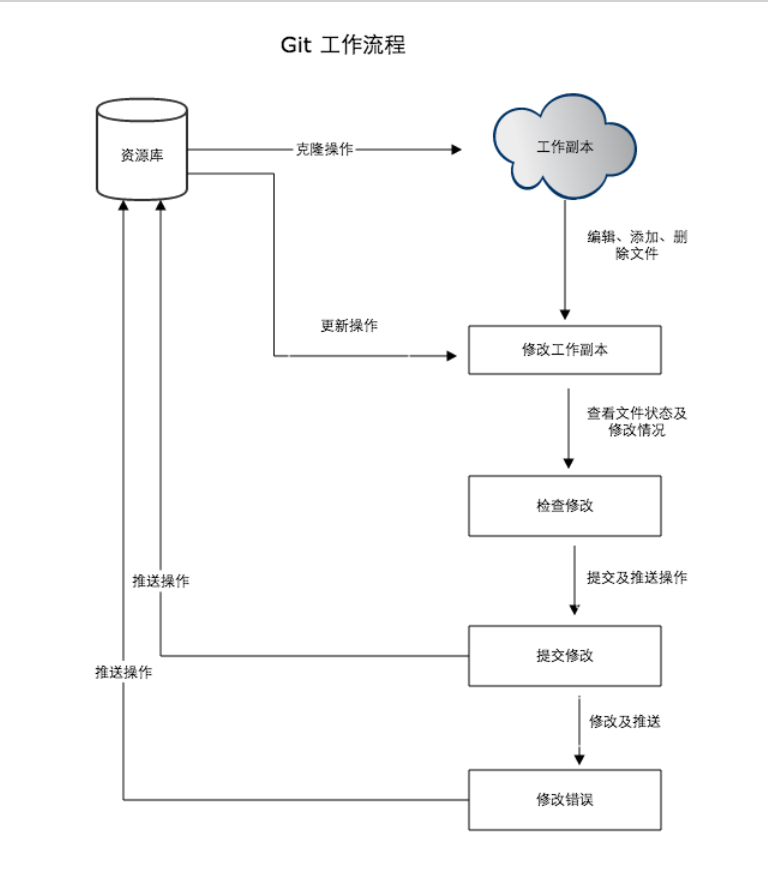 Git 工作流程
资源库
克隆操作
工作副本
编辑、添加、删
除文件
更新操作
修改工作副本
查看文件状态及
修改情况
检查修改
推送操作
提交及推送操作
提交修改
推送操作
修改及推送
修改错误